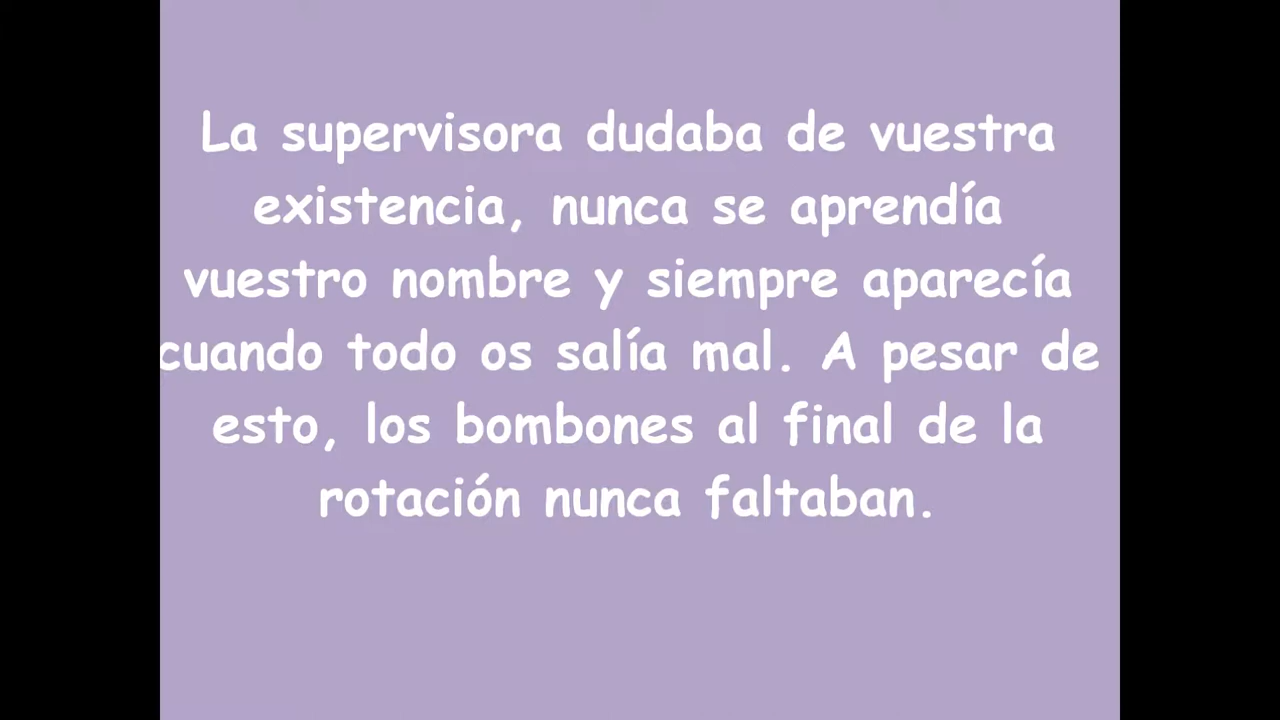 La supervisora dudaba de vuestra
existencia, nunca se aprendía
vuestro nombre y siempre aparecía
cuando todo os salía mal. A pesar de
esto, los bombones al final de la
rotación nunca faltaban.